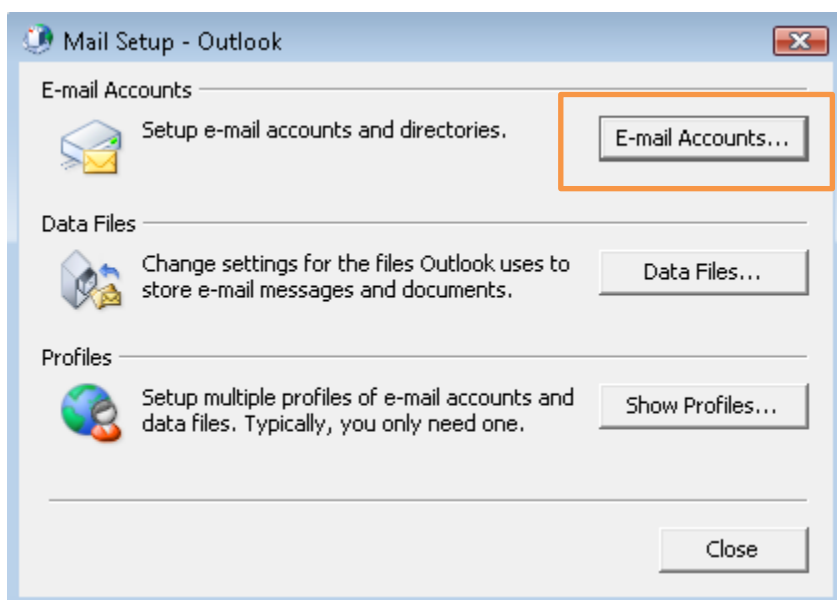 Mail Setup - Outlook
E-mail Accounts
Setup e-mail accounts and directories.
E-mail Accounts...
Data Files
Change settings for the files Outlook uses to
store e-mail messages and documents.
Data Files...
Profiles
Setup multiple profiles of e-mail accounts and
data files. Typically, you only need one.
Show Profiles...
Close